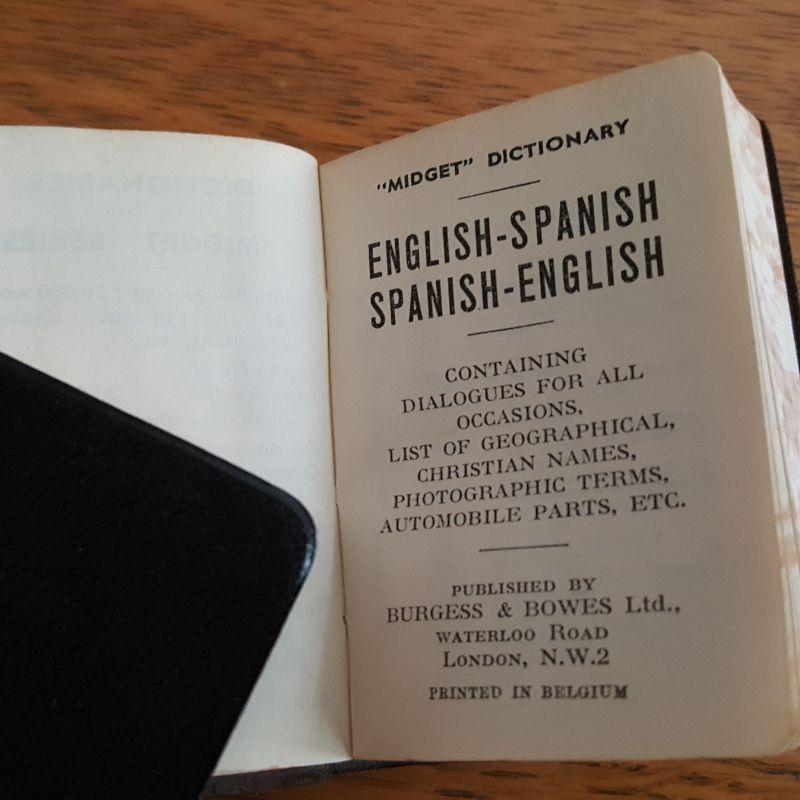 "MIDGET" DICTIONARY
ENGLISH-SPANISH
SPANISH-ENGLISH
CONTAINING
DIALOGUES FOR ALL
OCCASIONS,
LIST OF GEOGRAPHICAL,
CHRISTIAN NAMES,
PHOTOGRAPHIC TERMS,
AUTOMOBILE PARTS, ETC.
PUBLISHED BY
BURGESS & BOWES Ltd.,
WATERLOO ROAD
LONDON, N.W.2
PRINTED IN BELGIUM